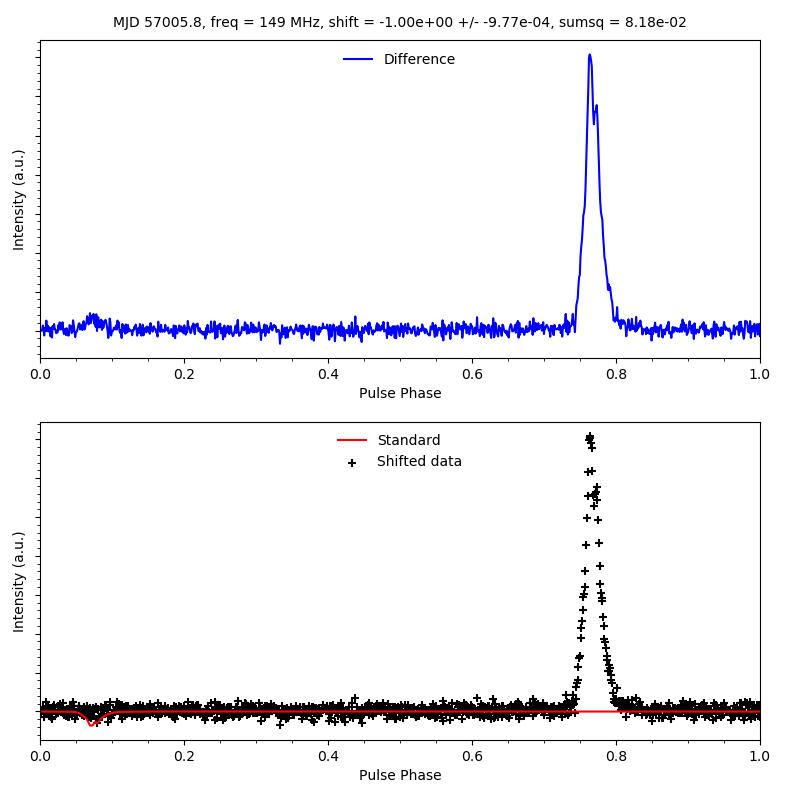 MJD 57005.8, freq = 149 MHz, shift = -1.00e+00 +/- -9.77e-04, sumsq = 8.18e-02
Difference
Intensity (a.u.)
0.0 0.2 0.4 0.6 0.8 1.0
Pulse Phase
Standard
Shifted data
Intensity (a.u.)
0.0 0.2 0.4 0.6 0.8 1.0
Pulse Phase